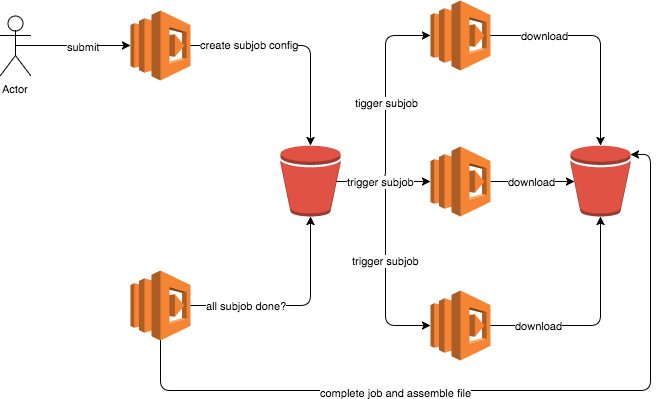 submit
create subjob config
download
Actor
tigger subjob
trigger subjob
download
trigger subjob
all subjob done?
download
complete job and assemble file